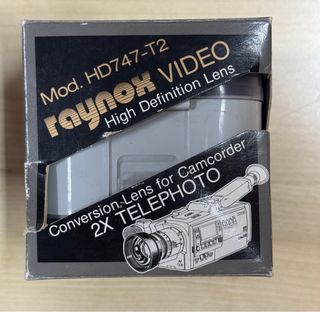 Mod. HD747-T2
raynox VIDEO
High Definition Lens
Conversion Lens for Camcorder
2X TELEPHOTO